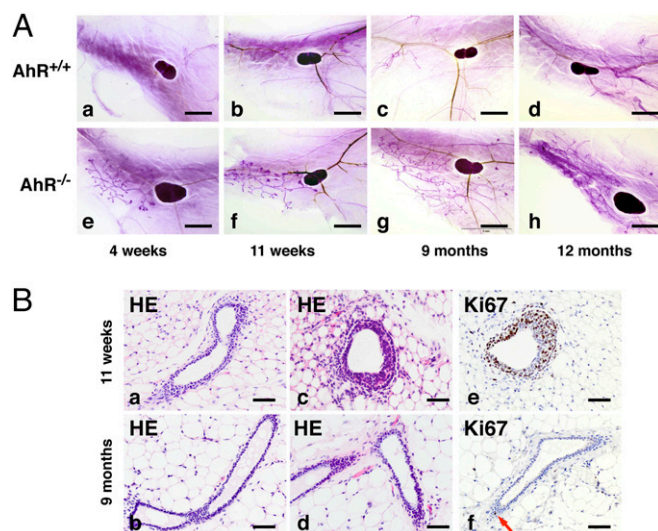 A
AhR+/+
a
b
c
d
AhR-/-
e
f
g
h
4 weeks
11 weeks
9 months
12 months
B
11 weeks
HE
HE
Ki67
a
c
e
9 months
HE
HE
Ki67
b
d
f